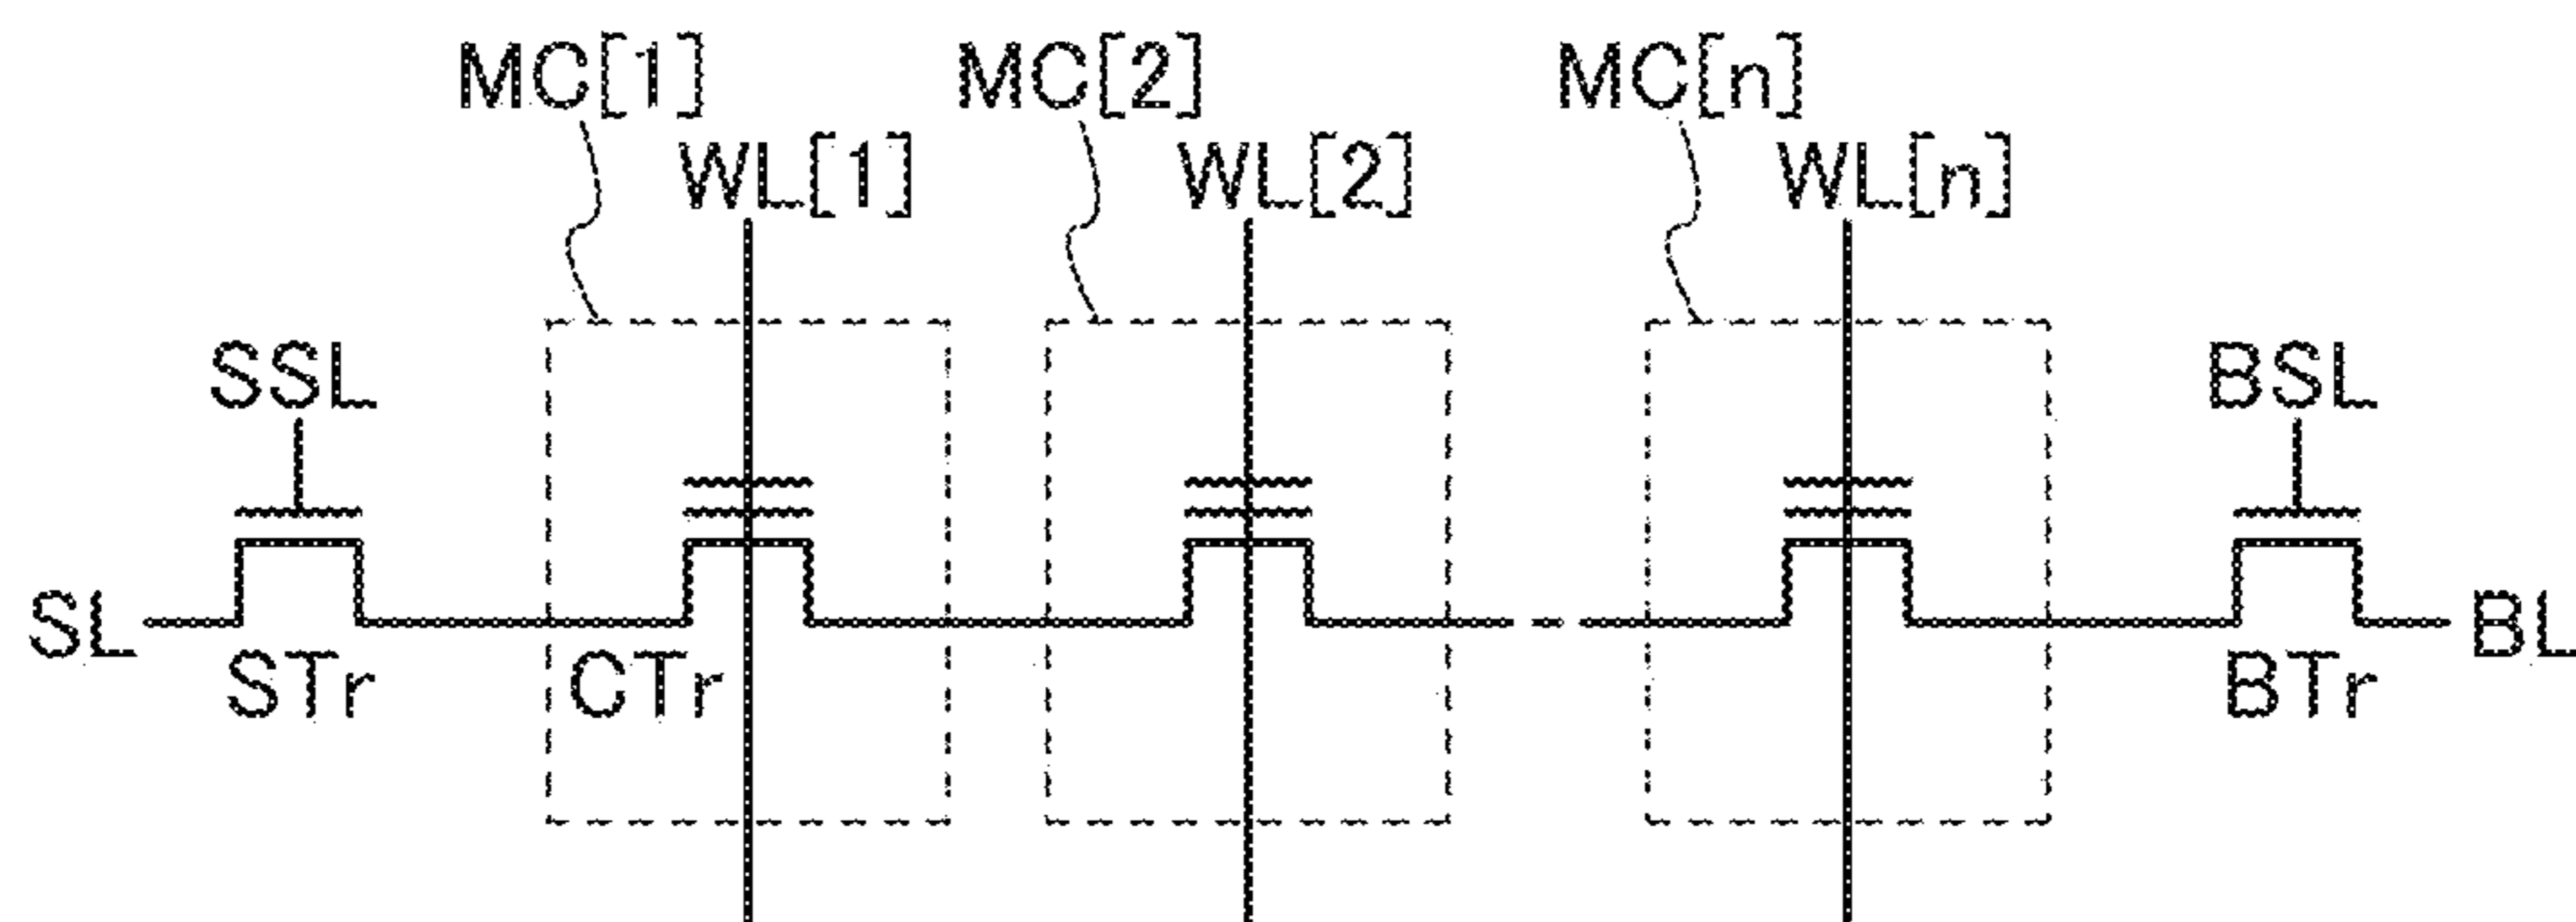 MC[1] MC[2] MC[n]
WL[1] WL[2] WL[n]
SSL BSL
SL BL
STr CTr BTr